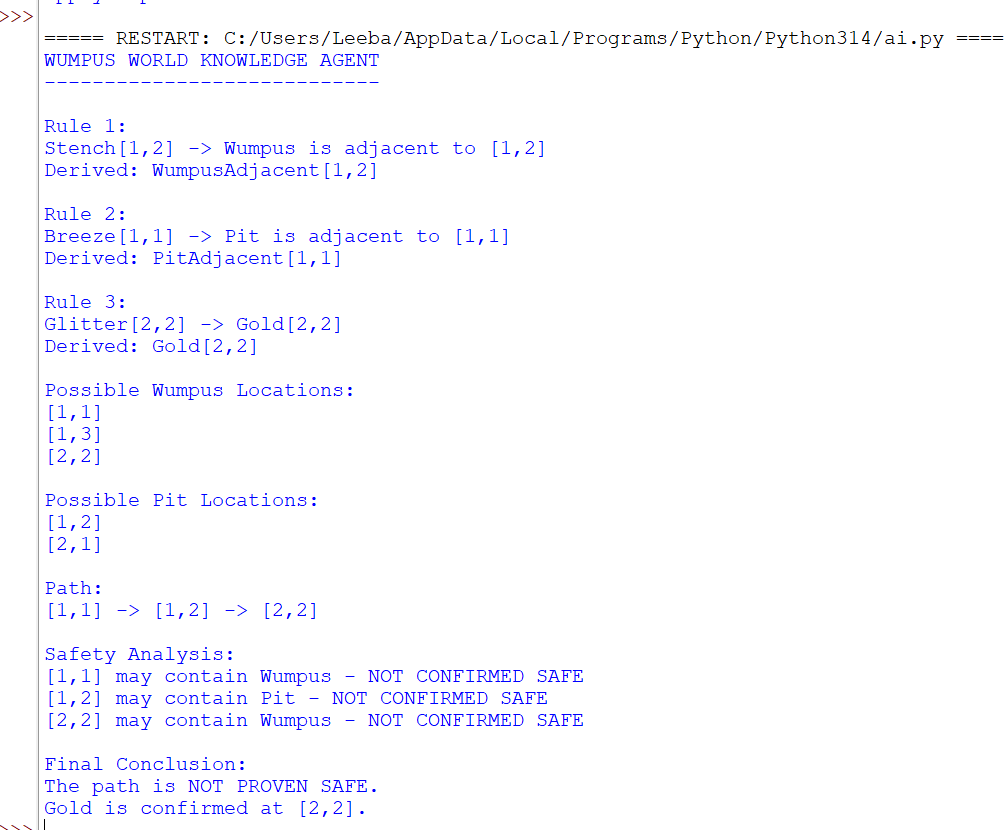 >>>
===== RESTART: C:/Users/Leeba/AppData/Local/Programs/Python/Python314/ai.py ====
WUMPUS WORLD KNOWLEDGE AGENT
----------------------------
Rule 1:
Stench[1,2] -> Wumpus is adjacent to [1,2]
Derived: WumpusAdjacent[1,2]
Rule 2:
Breeze[1,1] -> Pit is adjacent to [1,1]
Derived: PitAdjacent[1,1]
Rule 3:
Glitter[2,2] -> Gold[2,2]
Derived: Gold[2,2]
Possible Wumpus Locations:
[1,1]
[1,3]
[2,2]
Possible Pit Locations:
[1,2]
[2,1]
Path:
[1,1] -> [1,2] -> [2,2]
Safety Analysis:
[1,1] may contain Wumpus - NOT CONFIRMED SAFE
[1,2] may contain Pit - NOT CONFIRMED SAFE
[2,2] may contain Wumpus - NOT CONFIRMED SAFE
Final Conclusion:
The path is NOT PROVEN SAFE.
Gold is confirmed at [2,2].
>>>